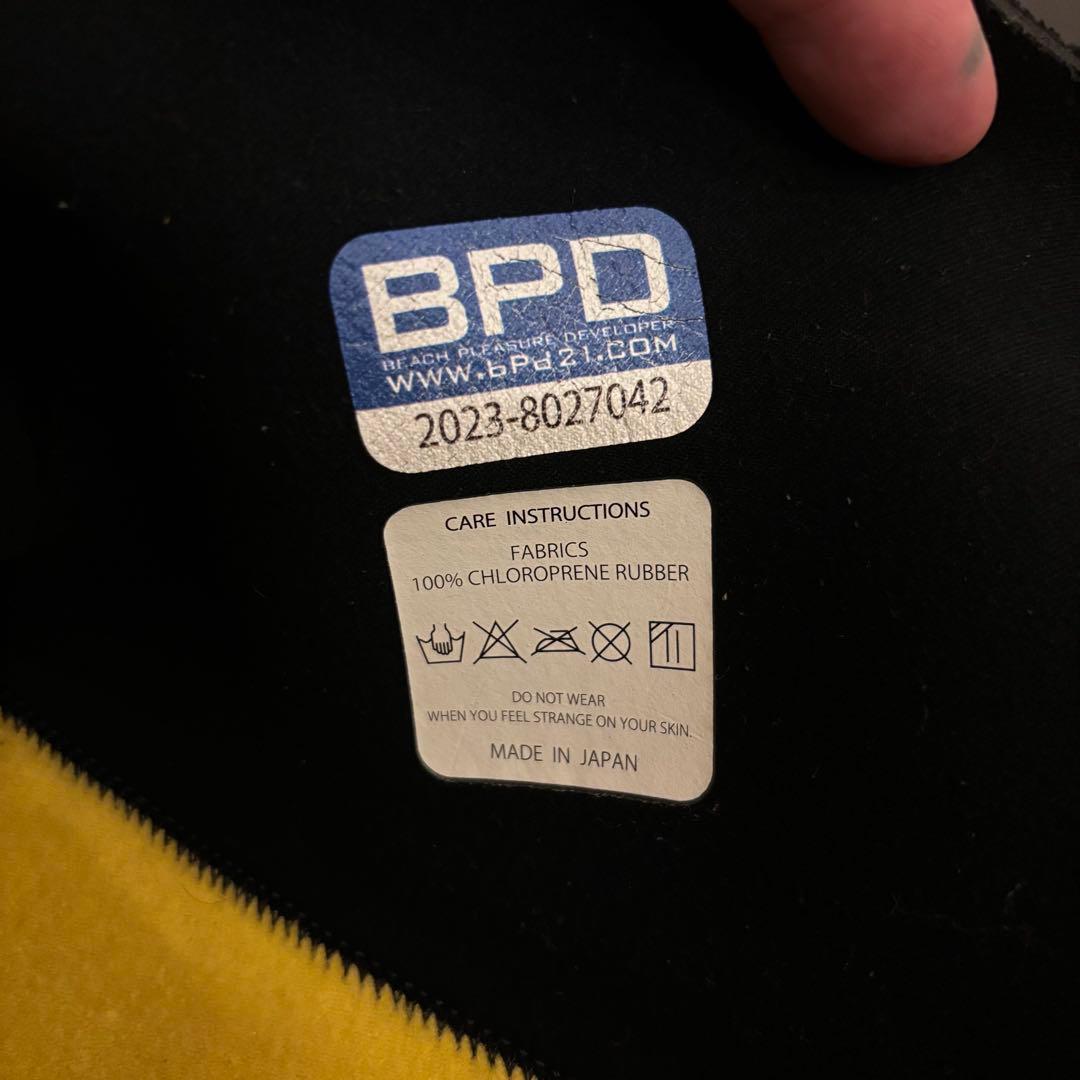 BPD
BEACH PLEASURE DEVELOPER
WWW.bPd21.COM
2023-8027042
CARE INSTRUCTIONS
FABRICS
100% CHLOROPRENE RUBBER
DO NOT WEAR
WHEN YOU FEEL STRANGE ON YOUR SKIN.
MADE IN JAPAN